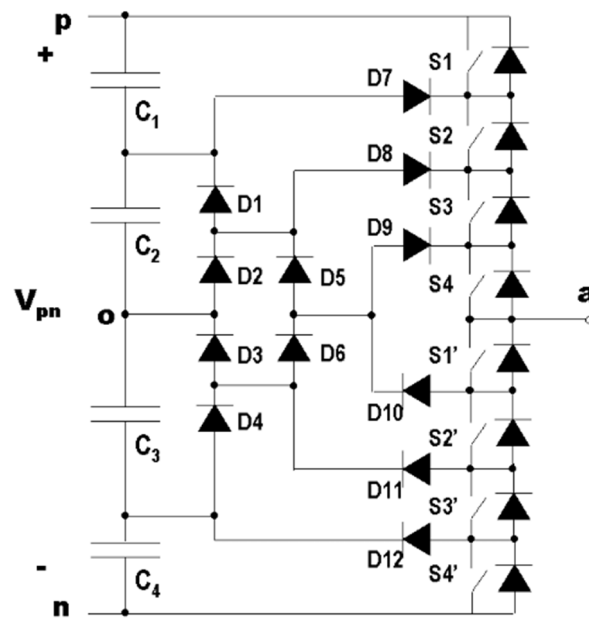 p
+
S1
D7
C1
S2
D8
D1
S3
D9
C2
D2
D5
S4
Vpn
o
a
D3
D6
S1'
D10
D4
S2'
C3
D11
S3'
D12
S4'
-
C4
n